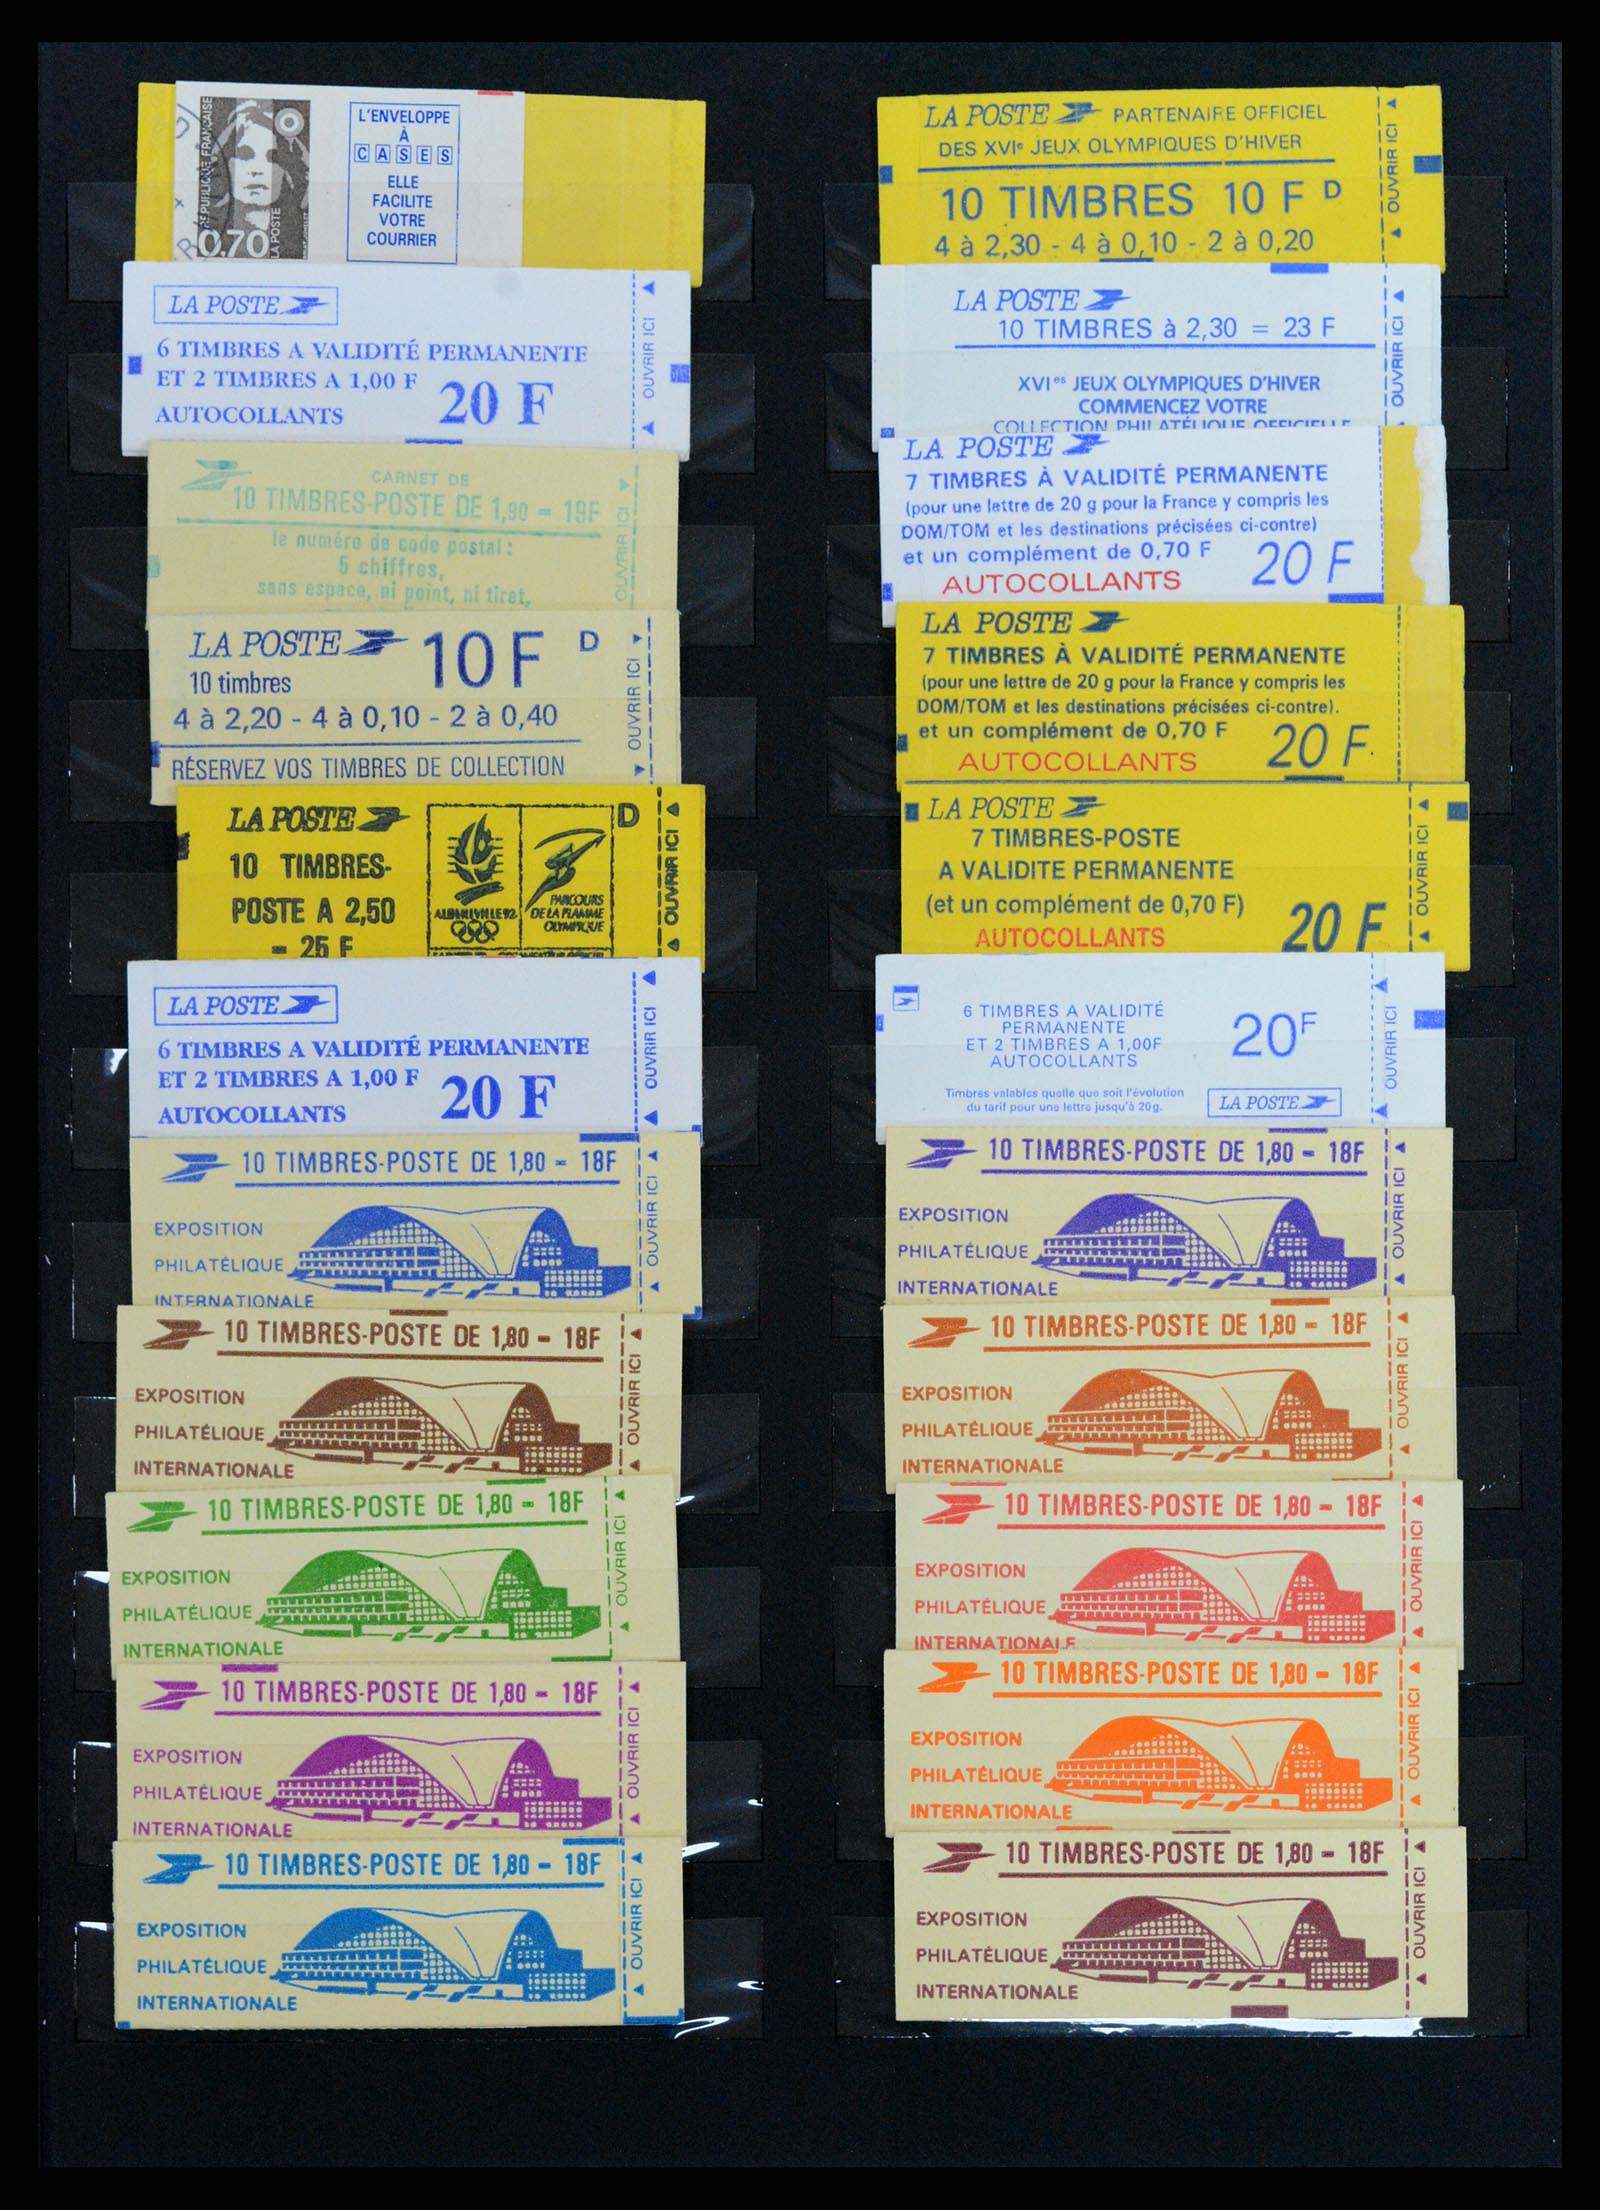 RÉPUBLIQUE FRANÇAISE
0,70
LA POSTE
L'ENVELOPPE
À
CASES
ELLE
FACILITE
VOTRE
COURRIER
LA POSTE
6 TIMBRES A VALIDITÉ PERMANENTE
ET 2 TIMBRES A 1,00 F
AUTOCOLLANTS
20 F
OUVRIR ICI
CARNET DE
10 TIMBRES-POSTE DE 1,90 = 19F
le numéro de code postal :
5 chiffres,
sans espace, ni point, ni tiret,
OUVRIR ICI
LA POSTE 10F D
10 timbres
4 à 2,20 - 4 à 0,10 - 2 à 0,40
RÉSERVEZ VOS TIMBRES DE COLLECTION
OUVRIR ICI
LA POSTE
10 TIMBRES-
POSTE A 2,50
= 25 F
D
ALBERTVILLE 92
PARCOURS
DE LA FLAMME
OLYMPIQUE
OUVRIR ICI
LA POSTE
6 TIMBRES A VALIDITÉ PERMANENTE
ET 2 TIMBRES A 1,00 F
AUTOCOLLANTS
20 F
OUVRIR ICI
10 TIMBRES-POSTE DE 1,80 = 18F
EXPOSITION
PHILATÉLIQUE
INTERNATIONALE
OUVRIR ICI
10 TIMBRES-POSTE DE 1,80 = 18F
EXPOSITION
PHILATÉLIQUE
INTERNATIONALE
OUVRIR ICI
10 TIMBRES-POSTE DE 1,80 = 18F
EXPOSITION
PHILATÉLIQUE
INTERNATIONALE
OUVRIR ICI
10 TIMBRES-POSTE DE 1,80 = 18F
EXPOSITION
PHILATÉLIQUE
INTERNATIONALE
OUVRIR ICI
10 TIMBRES-POSTE DE 1,80 = 18F
EXPOSITION
PHILATÉLIQUE
INTERNATIONALE
OUVRIR ICI
LA POSTE PARTENAIRE OFFICIEL
DES XVIe JEUX OLYMPIQUES D'HIVER
10 TIMBRES 10 F D
4 à 2,30 - 4 à 0,10 - 2 à 0,20
OUVRIR ICI
LA POSTE
10 TIMBRES à 2,30 = 23 F
XVIes JEUX OLYMPIQUES D'HIVER
COMMENCEZ VOTRE
COLLECTION PHILATÉLIQUE OFFICIELLE
OUVRIR ICI
LA POSTE
7 TIMBRES À VALIDITÉ PERMANENTE
(pour une lettre de 20 g pour la France y compris les
DOM/TOM et les destinations précisées ci-contre)
et un complément de 0,70 F
AUTOCOLLANTS
20 F
LA POSTE
7 TIMBRES À VALIDITÉ PERMANENTE
(pour une lettre de 20 g pour la France y compris les
DOM/TOM et les destinations précisées ci-contre).
et un complément de 0,70 F
AUTOCOLLANTS
20 F
LA POSTE
7 TIMBRES-POSTE
A VALIDITE PERMANENTE
(et un complément de 0,70 F)
AUTOCOLLANTS
20 F
OUVRIR ICI
6 TIMBRES A VALIDITÉ
PERMANENTE
ET 2 TIMBRES A 1,00F
AUTOCOLLANTS
20F
Timbres valables quelle que soit l'évolution
du tarif pour une lettre jusqu'à 20g.
LA POSTE
OUVRIR ICI
10 TIMBRES-POSTE DE 1,80 = 18F
EXPOSITION
PHILATÉLIQUE
INTERNATIONALE
OUVRIR ICI
10 TIMBRES-POSTE DE 1,80 = 18F
EXPOSITION
PHILATÉLIQUE
INTERNATIONALE
OUVRIR ICI
10 TIMBRES-POSTE DE 1,80 = 18F
EXPOSITION
PHILATÉLIQUE
INTERNATIONALE
OUVRIR ICI
10 TIMBRES-POSTE DE 1,80 = 18F
EXPOSITION
PHILATÉLIQUE
INTERNATIONALE
OUVRIR ICI
10 TIMBRES-POSTE DE 1,80 = 18F
EXPOSITION
PHILATÉLIQUE
INTERNATIONALE
OUVRIR ICI